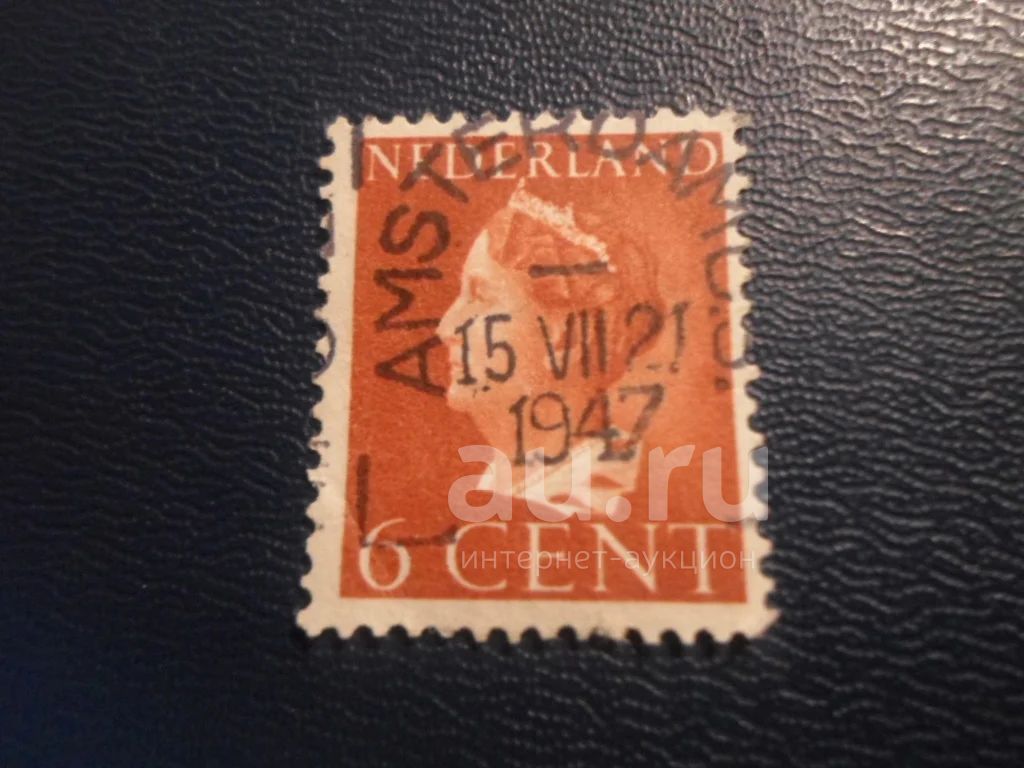 NEDERLAND
AMSTERDAM
15 VII 21
1947
6 CENT
au.ru
интернет-аукцион